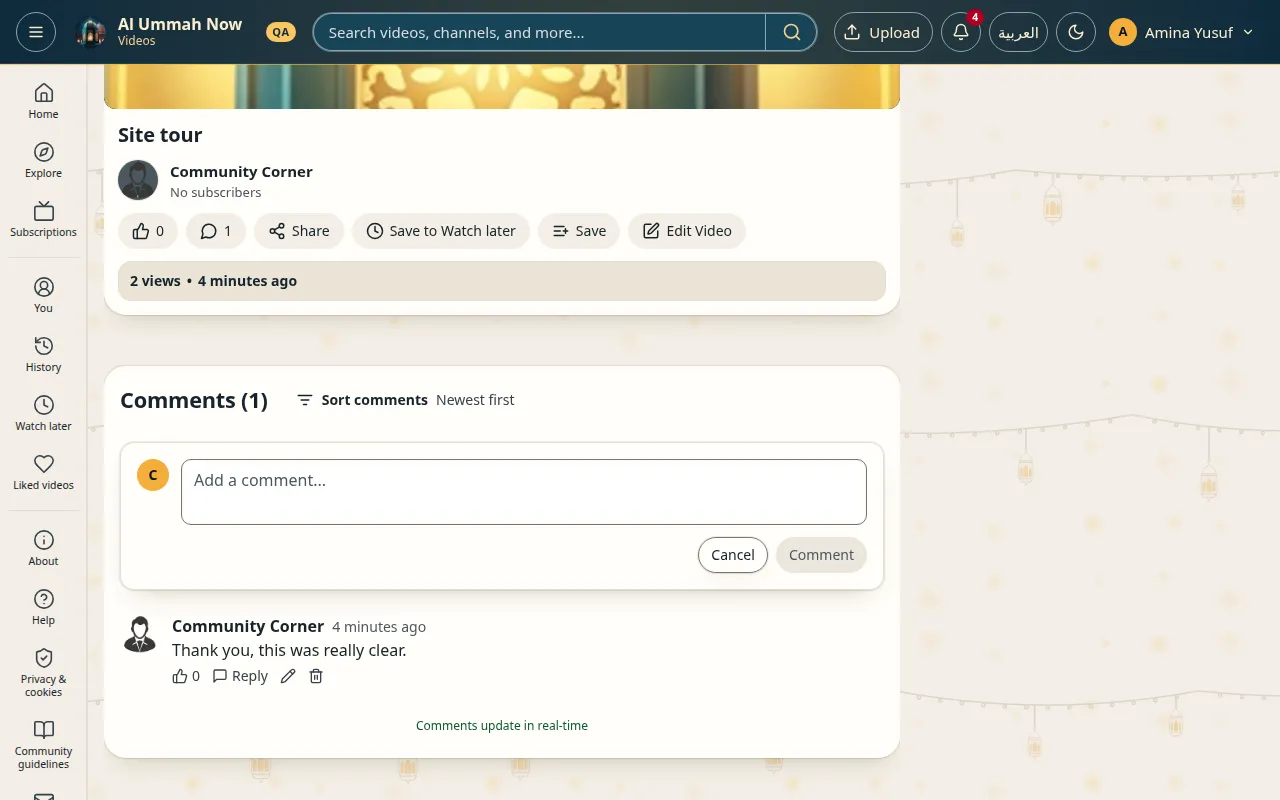 Al Ummah Now
Videos
QA
Search videos, channels, and more...
Upload
4
العربية
A
Amina Yusuf
Home
Explore
Subscriptions
You
History
Watch later
Liked videos
About
Help
Privacy &
cookies
Community
guidelines
Site tour
Community Corner
No subscribers
0
1
Share
Save to Watch later
Save
Edit Video
2 views • 4 minutes ago
Comments (1)
Sort comments Newest first
C
Add a comment...
Cancel
Comment
Community Corner 4 minutes ago
Thank you, this was really clear.
0 Reply
Comments update in real-time